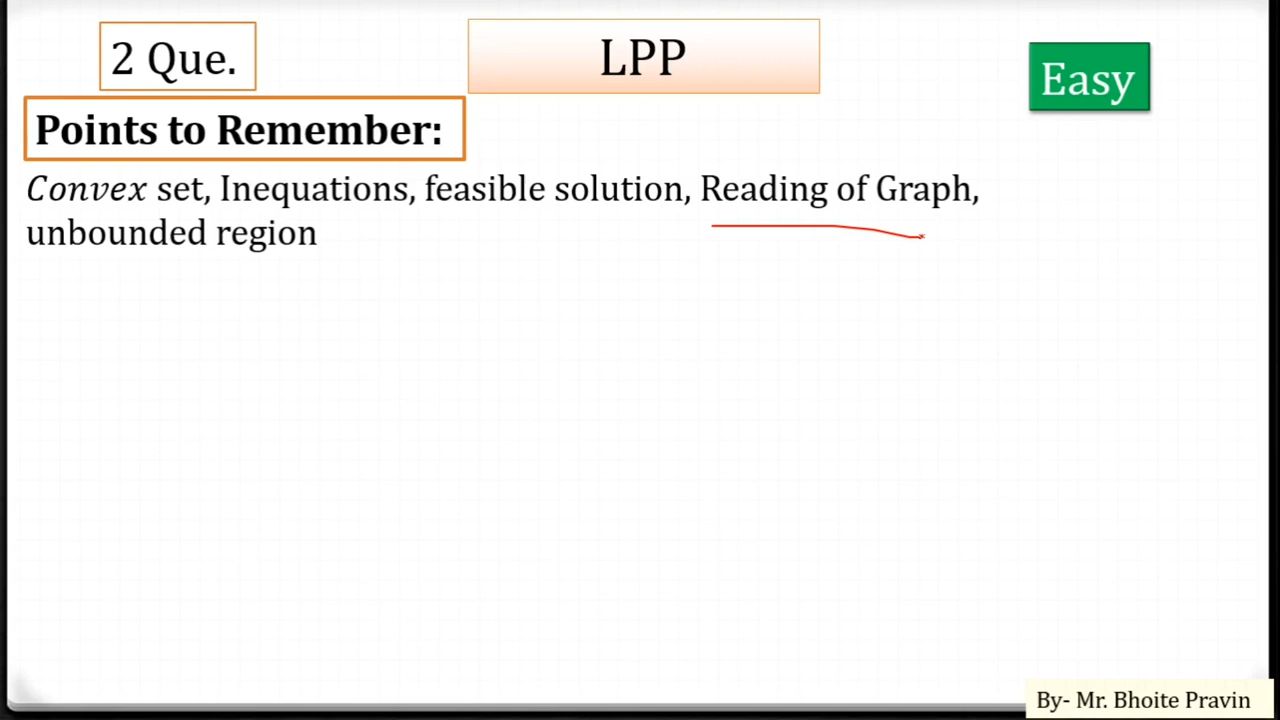 2 Que.
LPP
Easy
Points to Remember:
Convex set, Inequations, feasible solution, Reading of Graph,
unbounded region
By- Mr. Bhoite Pravin